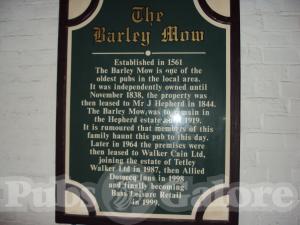 The
Barley Mow
Established in 1561
The Barley Mow is one of the
oldest pubs in the local area.
It was independently owned until
November 1838, the property was
then leased to Mr J Hepherd in 1844.
The Barley Mow was to remain in
the Hepherd estate until 1919.
It is rumoured that members of this
family haunt this pub to this day.
Later in 1964 the premises were
then leased to Walker Cain Ltd,
joining the estate of Tetley
Walker Ltd in 1987, then Allied
Domecq Inns in 1998
and finally becoming
Bass Leisure Retail
in 1999.
Pubs Galore